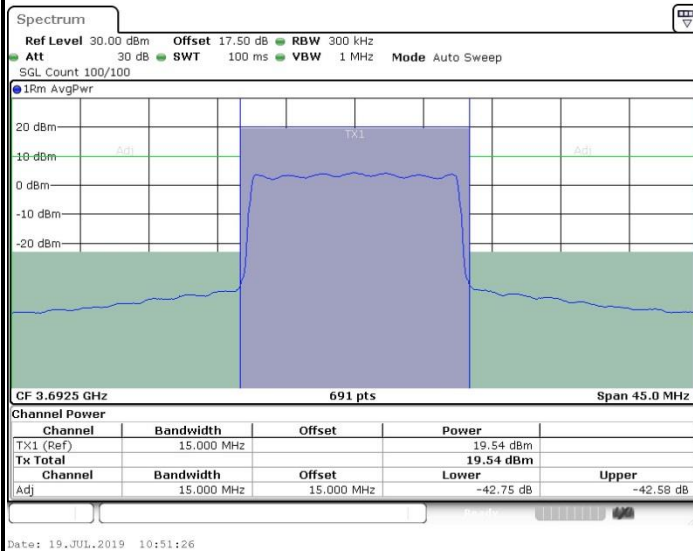 Spectrum
Ref Level 30.00 dBm Offset 17.50 dB RBW 300 kHz
Att 30 dB SWT 100 ms VBW 1 MHz Mode Auto Sweep
SGL Count 100/100
1Rm AvgPwr
20 dBm
TX1
Adj Adj
10 dBm
0 dBm
-10 dBm
-20 dBm
CF 3.6925 GHz 691 pts Span 45.0 MHz
Channel Power
Channel Bandwidth Offset Power
TX1 (Ref) 15.000 MHz 19.54 dBm
Tx Total 19.54 dBm
Channel Bandwidth Offset Lower Upper
Adj 15.000 MHz 15.000 MHz -42.75 dB -42.58 dB
Ready
Date: 19.JUL.2019 10:51:26